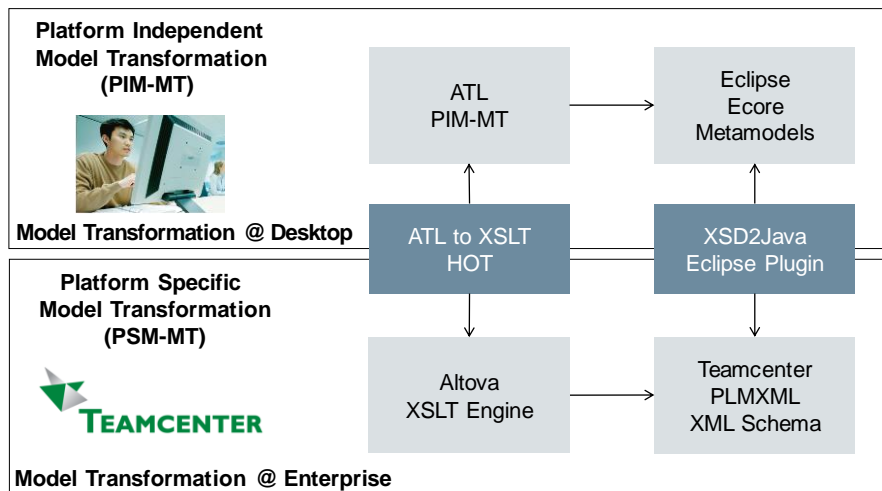 Platform Independent
Model Transformation
(PIM-MT)
Model Transformation @ Desktop
ATL
PIM-MT
Eclipse
Ecore
Metamodels
ATL to XSLT
HOT
XSD2Java
Eclipse Plugin
Platform Specific
Model Transformation
(PSM-MT)
TEAMCENTER
Model Transformation @ Enterprise
Altova
XSLT Engine
Teamcenter
PLMXML
XML Schema